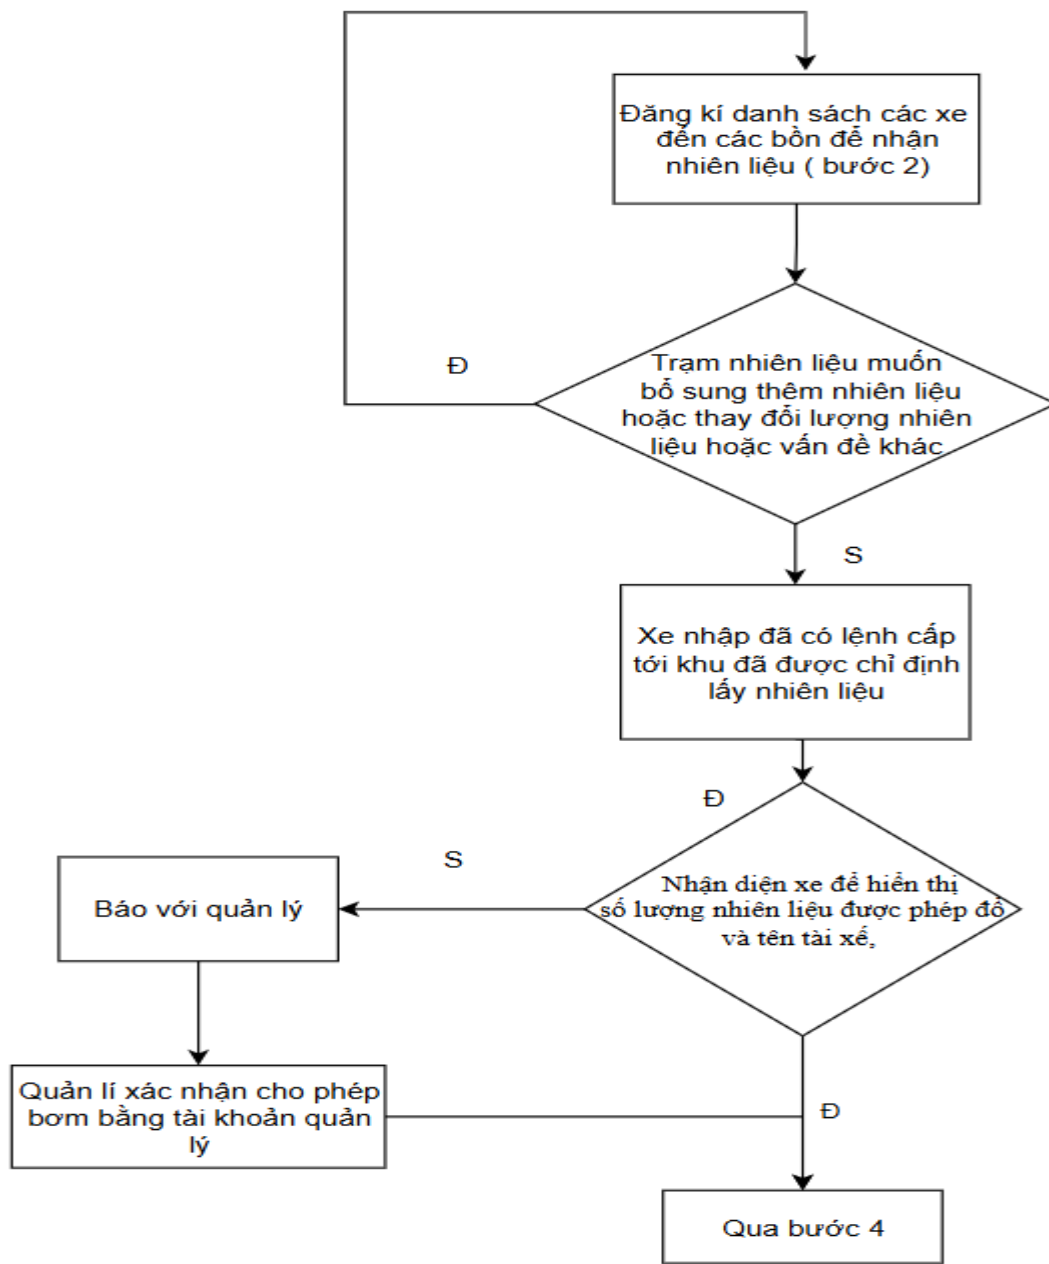 Đăng kí danh sách các xe
đến các bồn để nhận
nhiên liệu ( bước 2)
Đ
Trạm nhiên liệu muốn
bổ sung thêm nhiên liệu
hoặc thay đổi lượng nhiên
liệu hoặc vấn đề khác
S
Xe nhập đã có lệnh cấp
tới khu đã được chỉ định
lấy nhiên liệu
Đ
S
Nhận diện xe để hiển thị
số lượng nhiên liệu được phép đổ
và tên tài xế,
Báo với quản lý
Quản lí xác nhận cho phép
bơm bằng tài khoản quản
lý
Đ
Qua bước 4